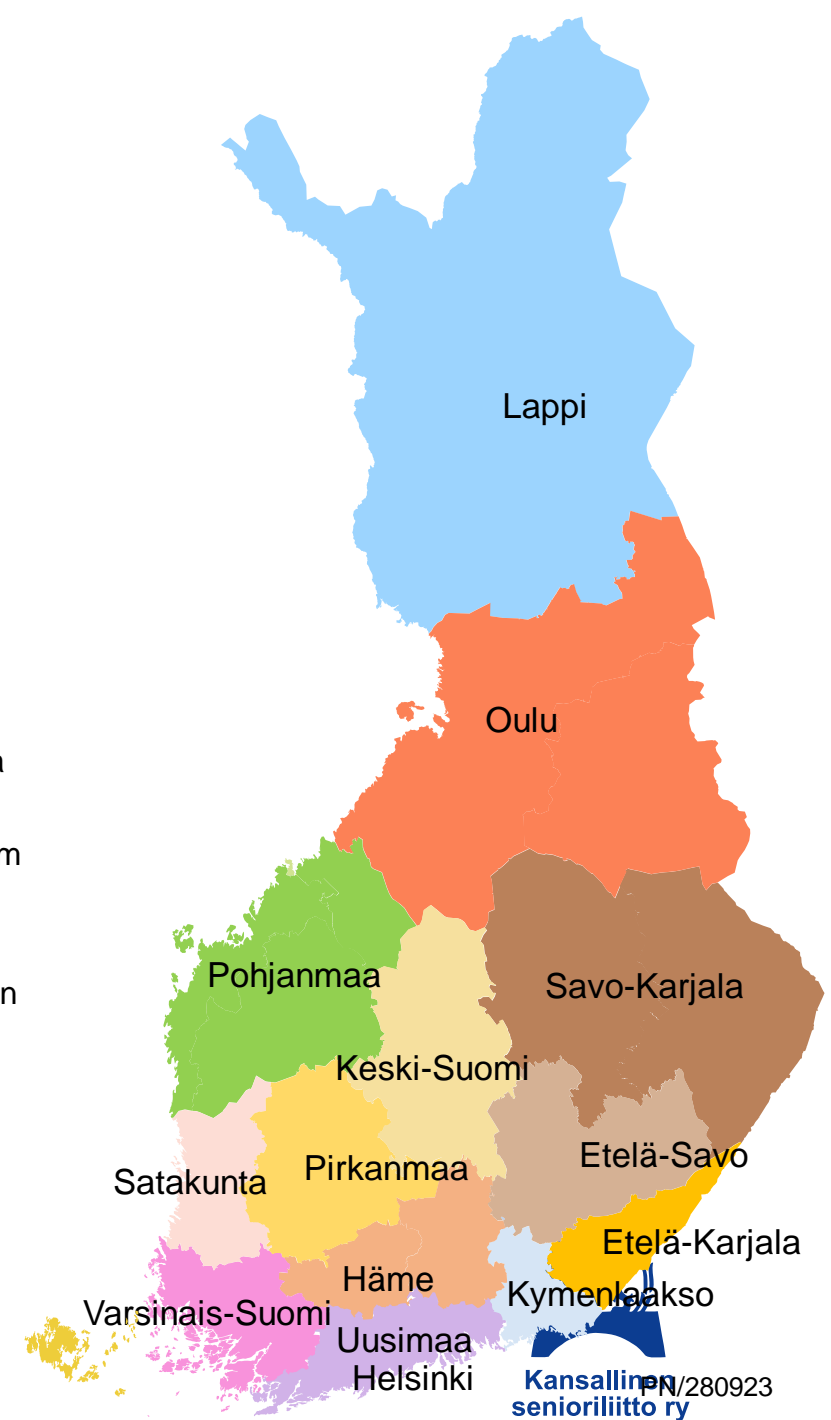 Lappi
Oulu
a
m
Pohjanmaa
Savo-Karjala
n
Keski-Suomi
Etelä-Savo
Pirkanmaa
Satakunta
Etelä-Karjala
Häme
Kymenlaakso
Varsinais-Suomi
Uusimaa
Helsinki
Kansallinen
PN/280923
senioriliitto ry